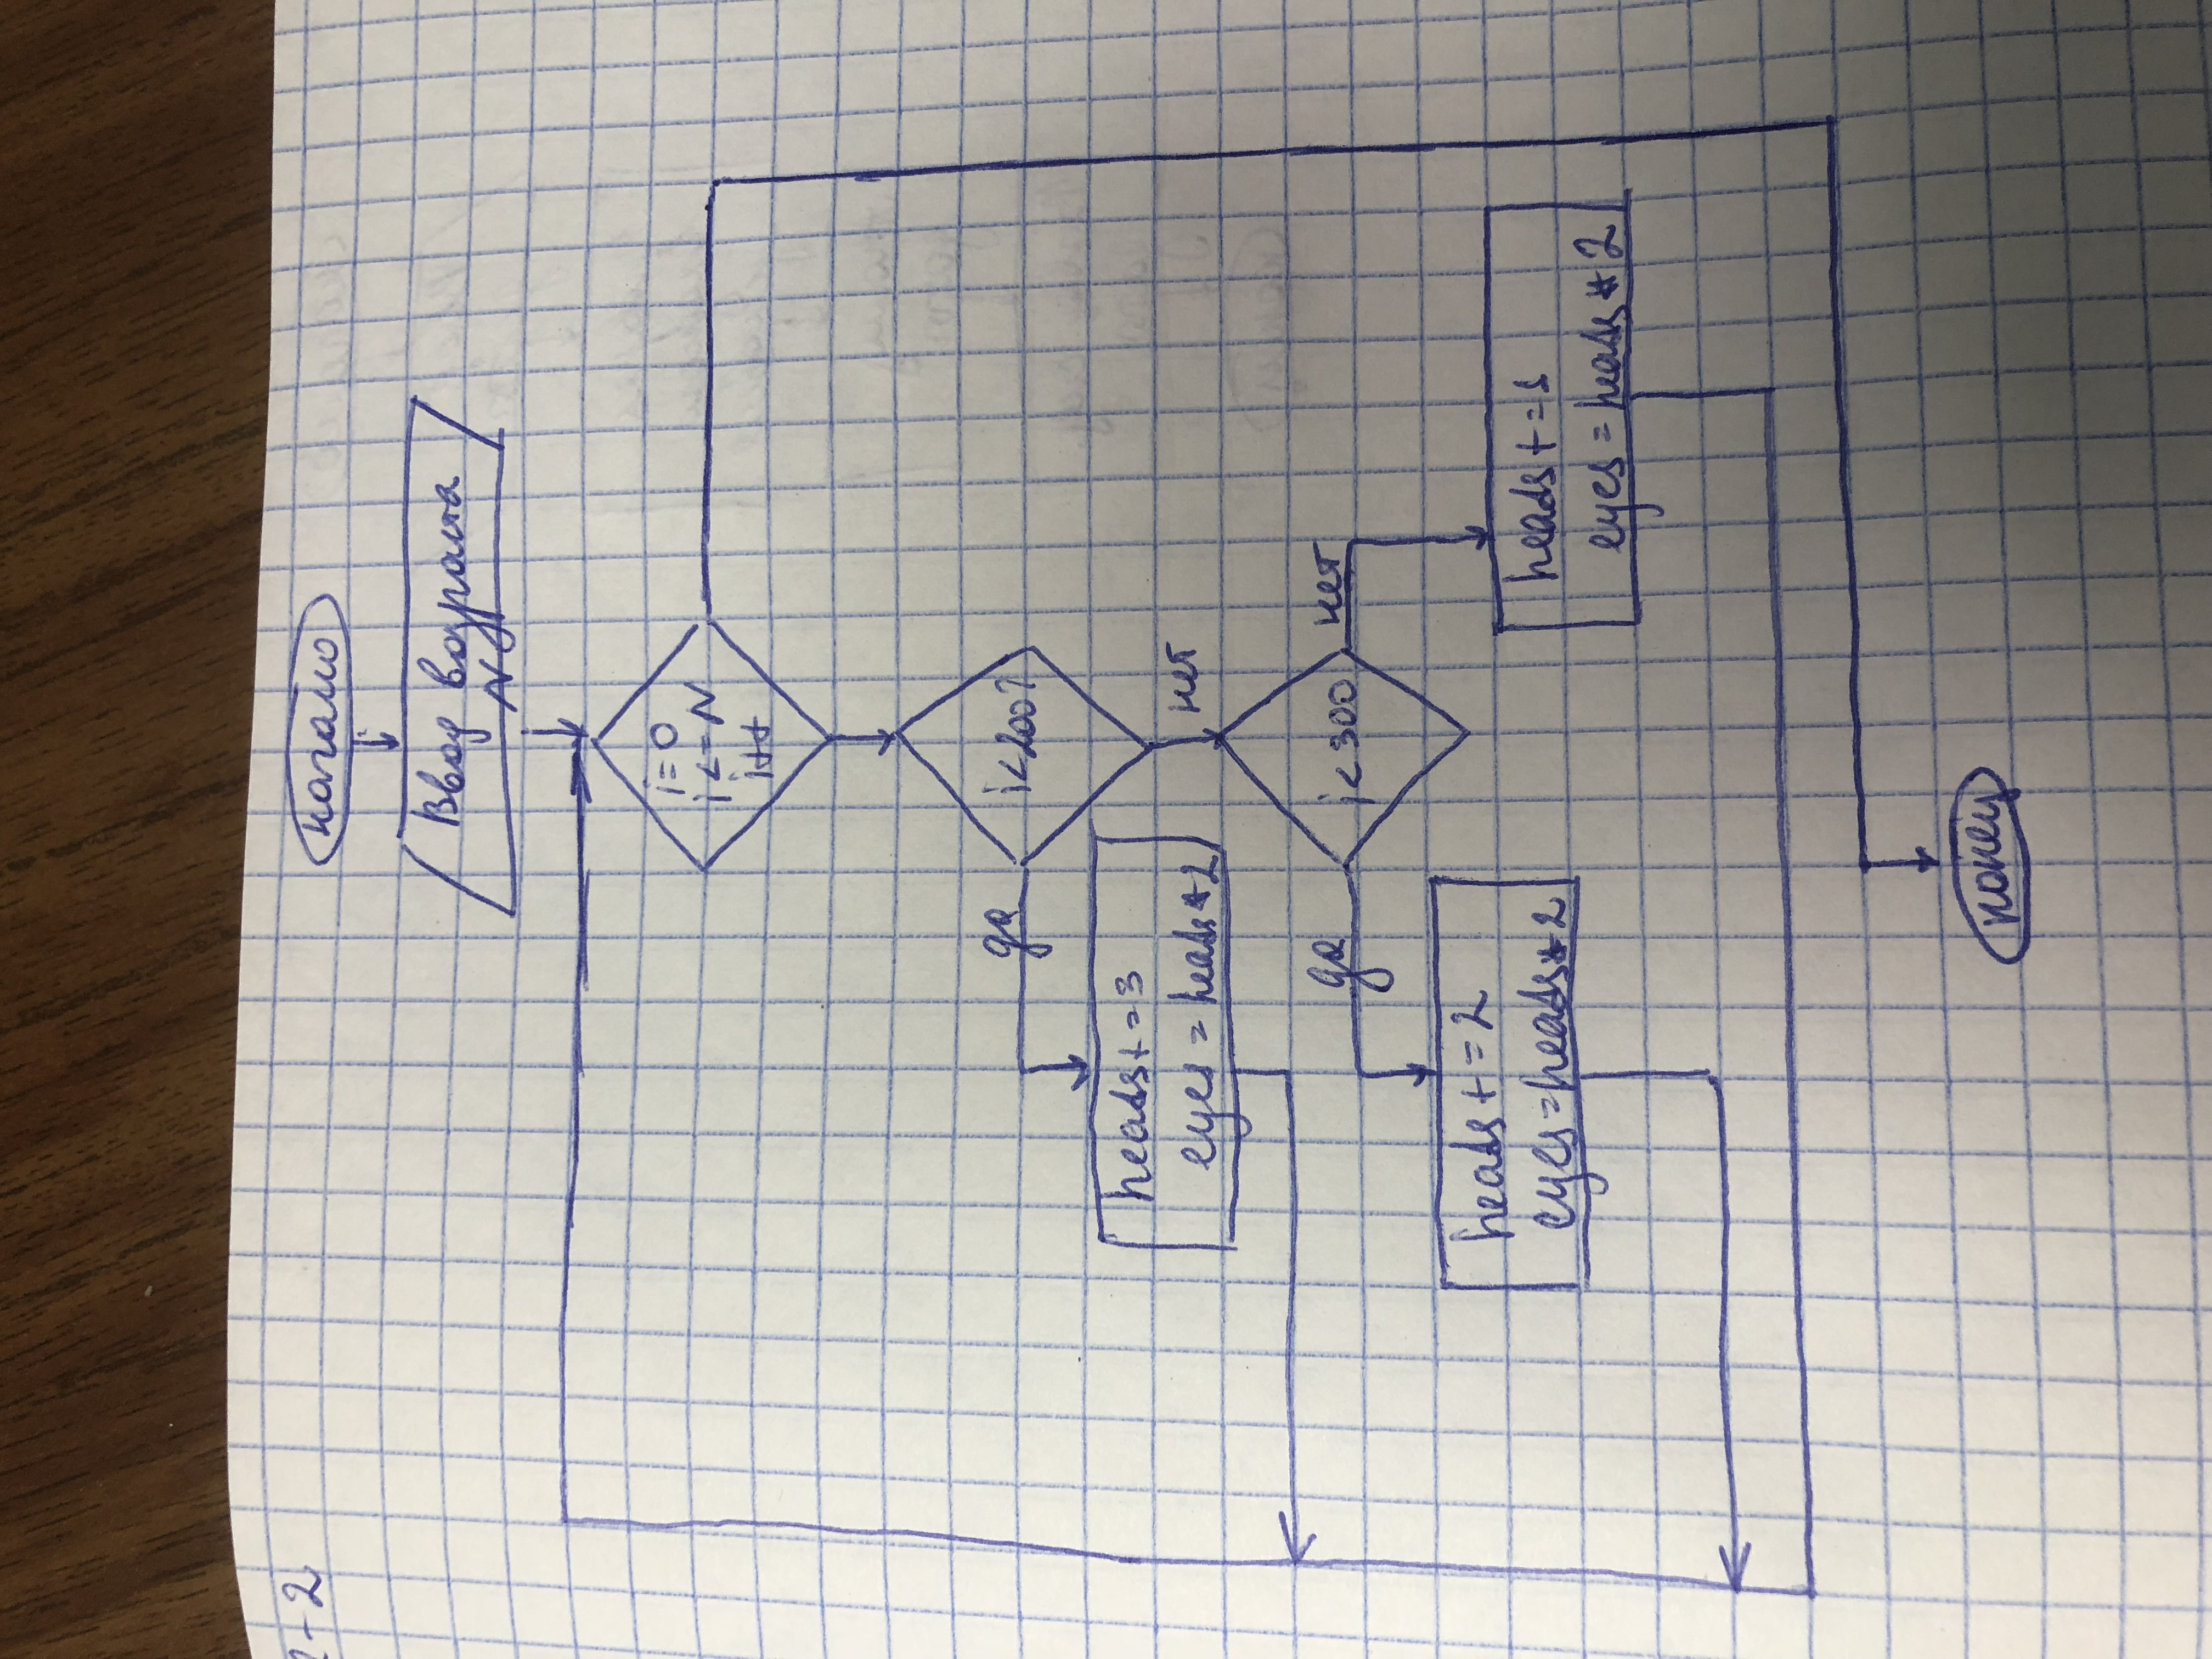 -2
начало
Ввод возраста
N
i=0
i<=N
i++
i<200?
да
heads+=3
eyes=heads*2
нет
i<300
да
нет
heads+=2
eyes=heads*2
heads+=1
eyes=heads*2
конец